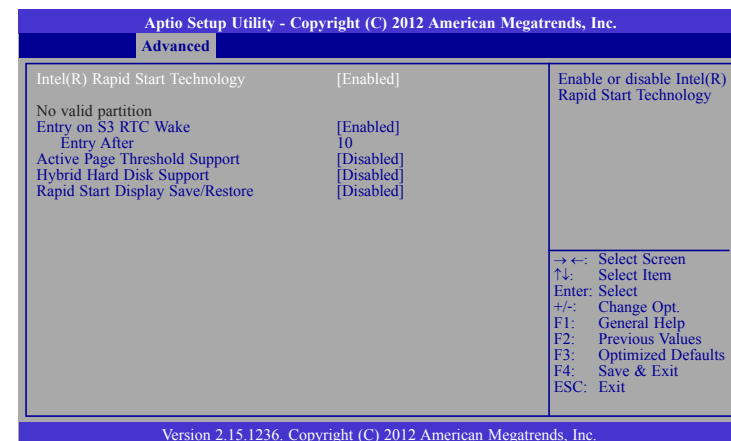 Aptio Setup Utility - Copyright (C) 2012 American Megatrends, Inc.
Advanced
Intel(R) Rapid Start Technology [Enabled]
No valid partition
Entry on S3 RTC Wake [Enabled]
Entry After 10
Active Page Threshold Support [Disabled]
Hybrid Hard Disk Support [Disabled]
Rapid Start Display Save/Restore [Disabled]
Enable or disable Intel(R)
Rapid Start Technology
→←: Select Screen
↑↓: Select Item
Enter: Select
+/-: Change Opt.
F1: General Help
F2: Previous Values
F3: Optimized Defaults
F4: Save & Exit
ESC: Exit
Version 2.15.1236. Copyright (C) 2012 American Megatrends, Inc.